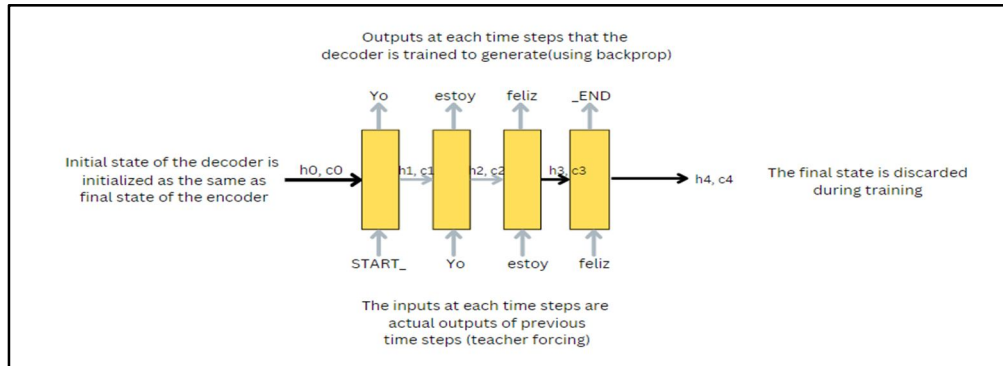 Outputs at each time steps that the
decoder is trained to generate(using backprop)
Yo estoy feliz _END
Initial state of the decoder is
initialized as the same as
final state of the encoder
h0, c0 h1, c1 h2, c2 h3, c3 h4, c4
The final state is discarded
during training
START_ Yo estoy feliz
The inputs at each time steps are
actual outputs of previous
time steps (teacher forcing)